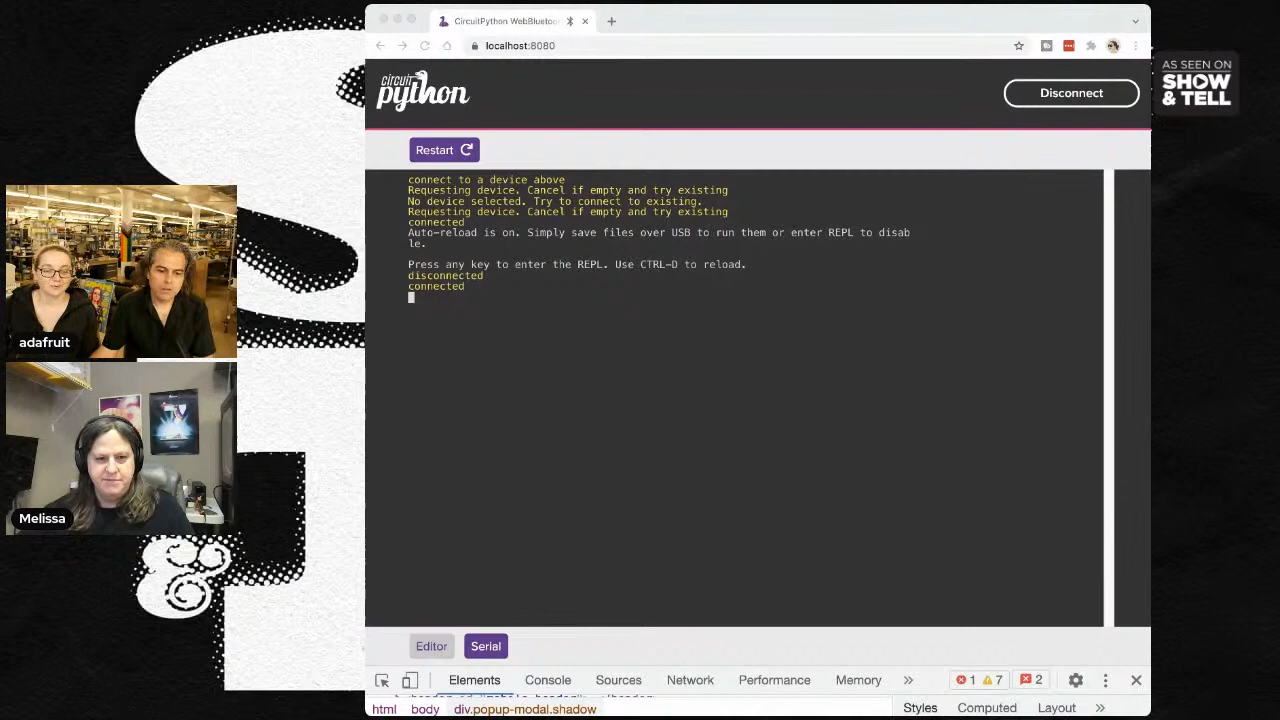 CircuitPython WebBluetoo
localhost:8080
circuit
python
Disconnect
AS SEEN ON
SHOW
& TELL
Restart
connect to a device above
Requesting device. Cancel if empty and try existing
No device selected. Try to connect to existing.
Requesting device. Cancel if empty and try existing
connected
Auto-reload is on. Simply save files over USB to run them or enter REPL to disab
le.
Press any key to enter the REPL. Use CTRL-D to reload.
disconnected
connected
adafruit
Melissa
&
Editor
Serial
Elements
Console
Sources
Network
Performance
Memory
»
1
7
2
html
body
div.popup-modal.shadow
Styles
Computed
Layout
»